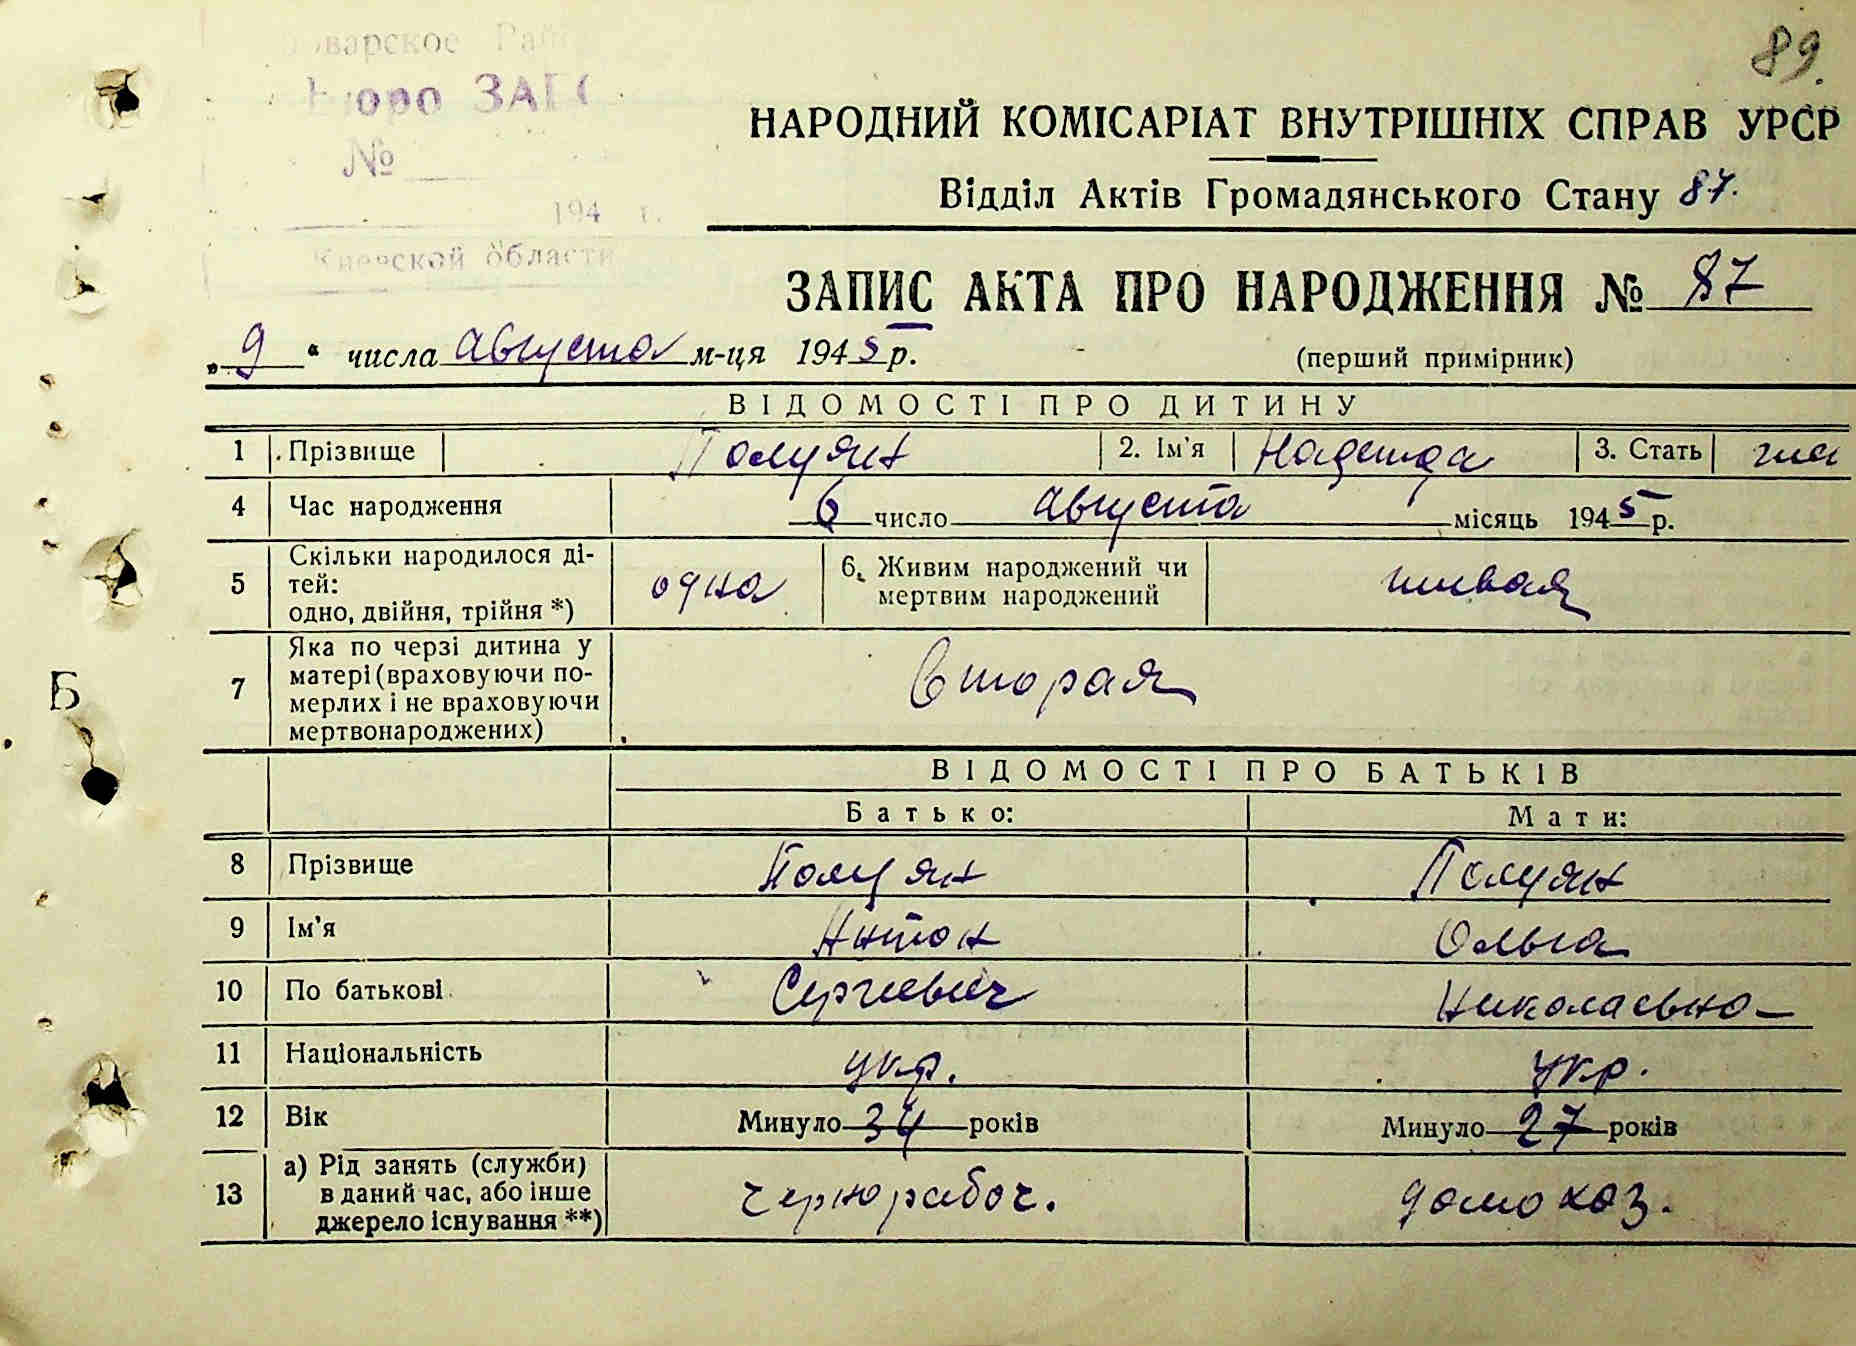 89.
Бюро ЗАГС
№
194 г.
Киевской области
НАРОДНИЙ КОМІСАРІАТ ВНУТРІШНІХ СПРАВ УРСР
Відділ Актів Громадянського Стану 87.
ЗАПИС АКТА ПРО НАРОДЖЕННЯ № 87
„9“ числа августа м-ця 1945 р. (перший примірник)
ВІДОМОСТІ ПРО ДИТИНУ
1 Прізвище Полуян 2. Ім'я Надежда 3. Стать
4 Час народження 6 число августа місяць 1945 р.
5 Скільки народилося ді-
тей:
одно, двійня, трійня *) одна 6. Живим народжений чи
мертвим народжений живая
7 Яка по черзі дитина у
матері (враховуючи по-
мерлих і не враховуючи
мертвонароджених) Вторая
Б
ВІДОМОСТІ ПРО БАТЬКІВ
Батько: Мати:
8 Прізвище Полуян Полуян
9 Ім'я Антон Ольга
10 По батькові Сергиевич Николаевна
11 Національність укр. укр.
12 Вік Минуло 34 років Минуло 27 років
13 а) Рід занять (служби)
в даний час, або інше
джерело існування **) чернорабоч. домохоз.